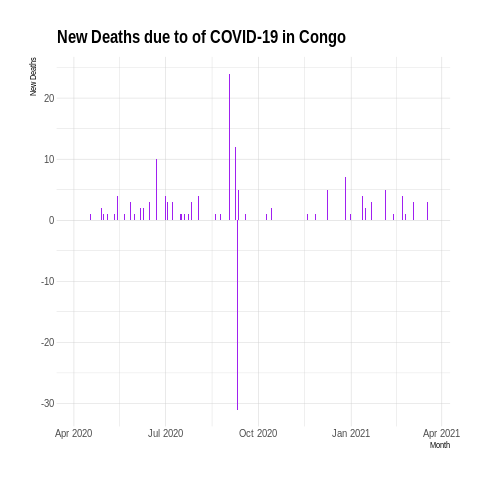 New Deaths due to of COVID-19 in Congo
New Deaths
20
10
0
-10
-20
-30
Apr 2020 Jul 2020 Oct 2020 Jan 2021 Apr 2021
Month